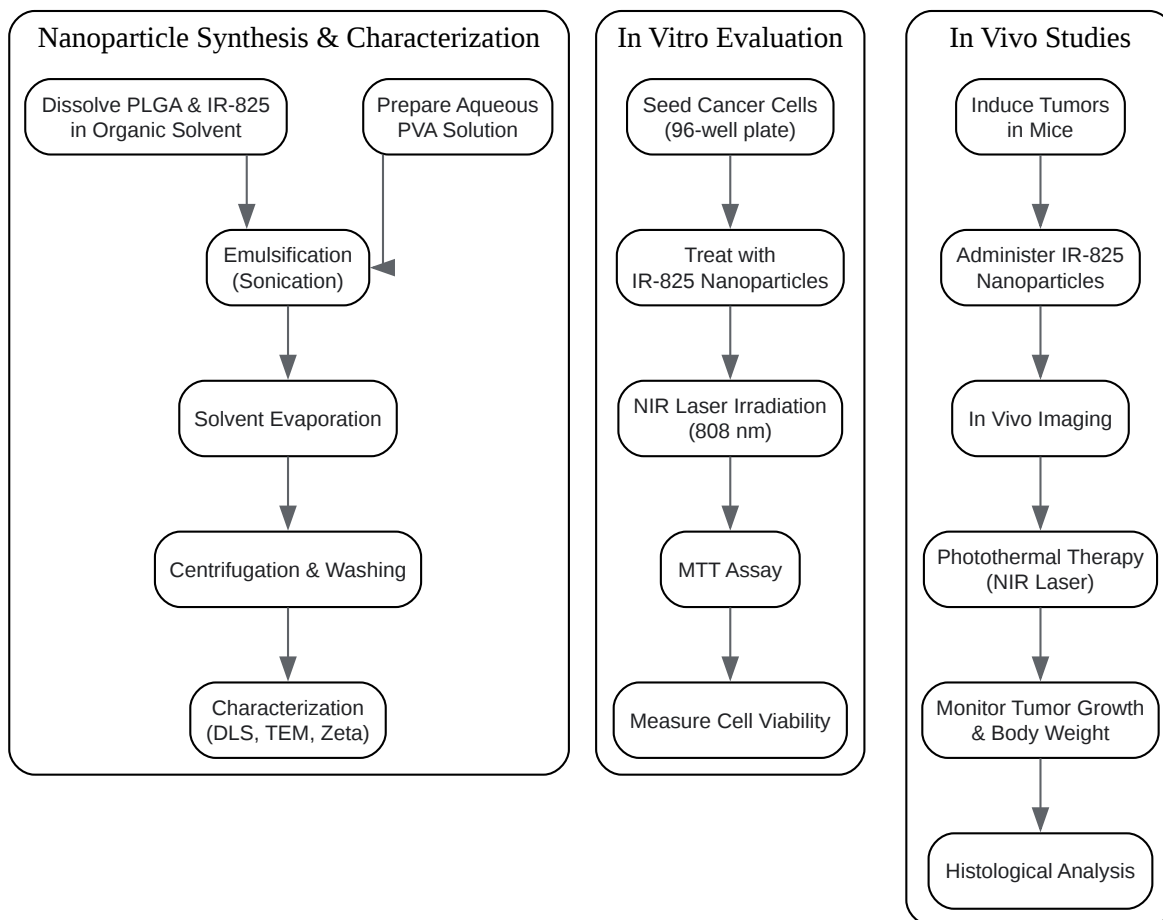 Nanoparticle Synthesis & Characterization
Dissolve PLGA & IR-825
in Organic Solvent
Prepare Aqueous
PVA Solution
Emulsification
(Sonication)
Solvent Evaporation
Centrifugation & Washing
Characterization
(DLS, TEM, Zeta)
In Vitro Evaluation
Seed Cancer Cells
(96-well plate)
Treat with
IR-825 Nanoparticles
NIR Laser Irradiation
(808 nm)
MTT Assay
Measure Cell Viability
In Vivo Studies
Induce Tumors
in Mice
Administer IR-825
Nanoparticles
In Vivo Imaging
Photothermal Therapy
(NIR Laser)
Monitor Tumor Growth
& Body Weight
Histological Analysis